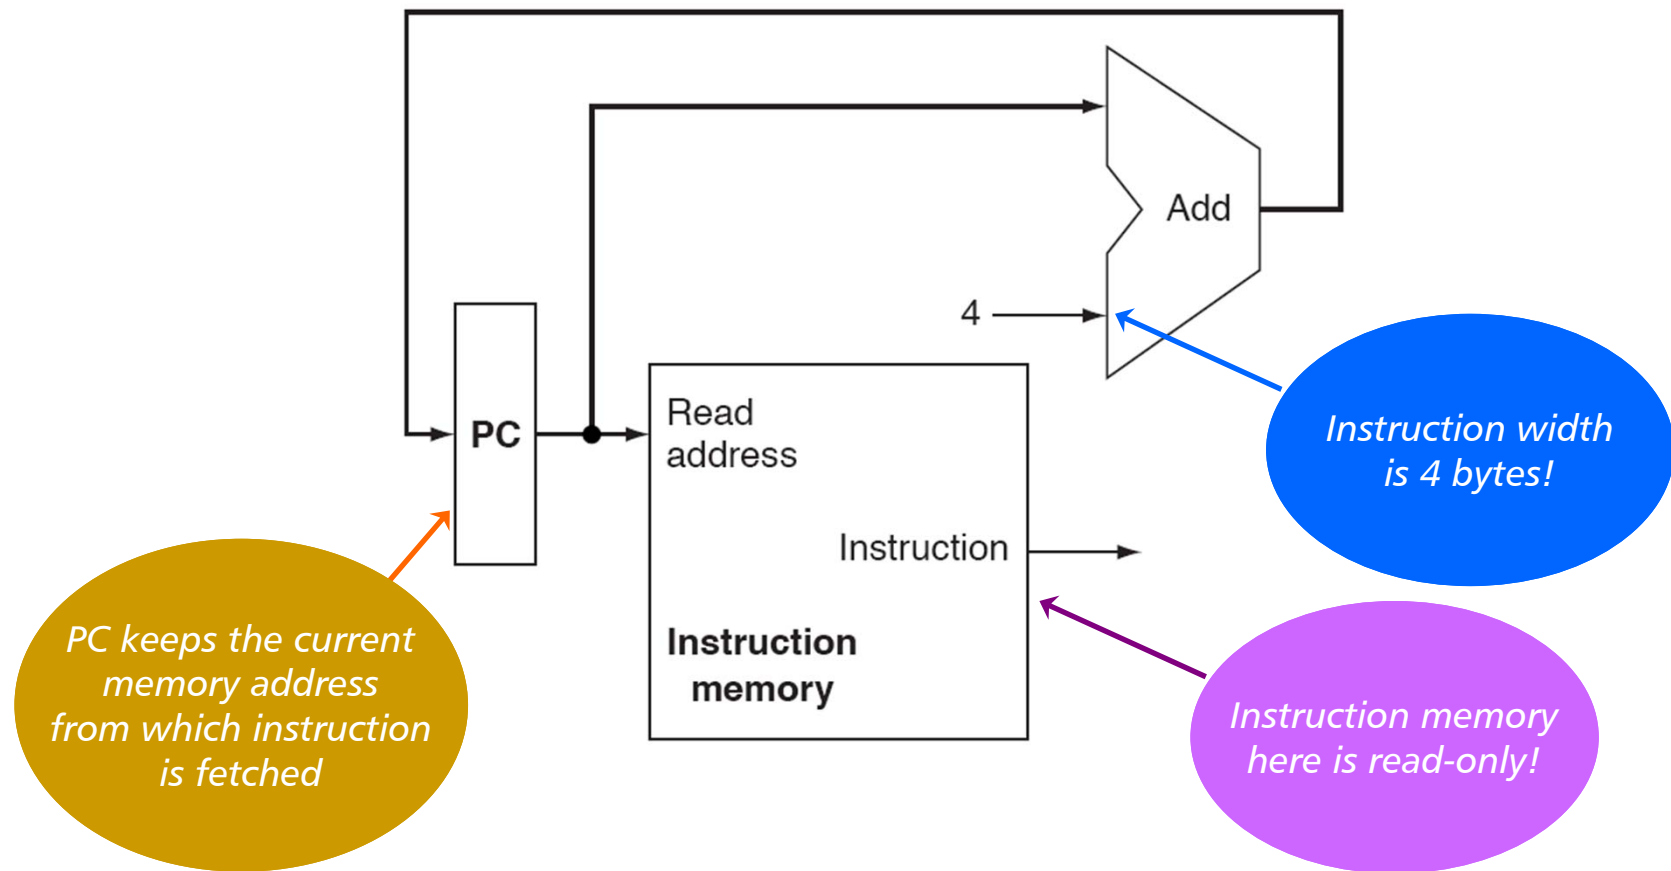 Add
4
PC
Read
address
Instruction
Instruction
memory
Instruction width
is 4 bytes!
PC keeps the current
memory address
from which instruction
is fetched
Instruction memory
here is read-only!